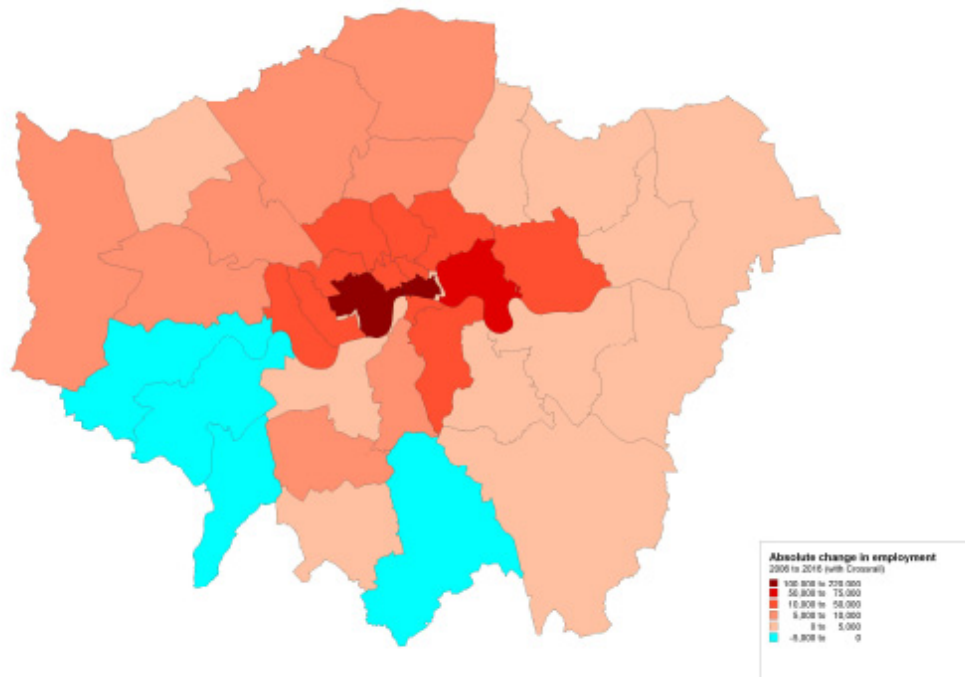 Absolute change in employment
2006 to 2016 (with Crossrail)
100,000 to 220,000
50,000 to 75,000
10,000 to 50,000
5,000 to 10,000
0 to 5,000
-5,000 to 0